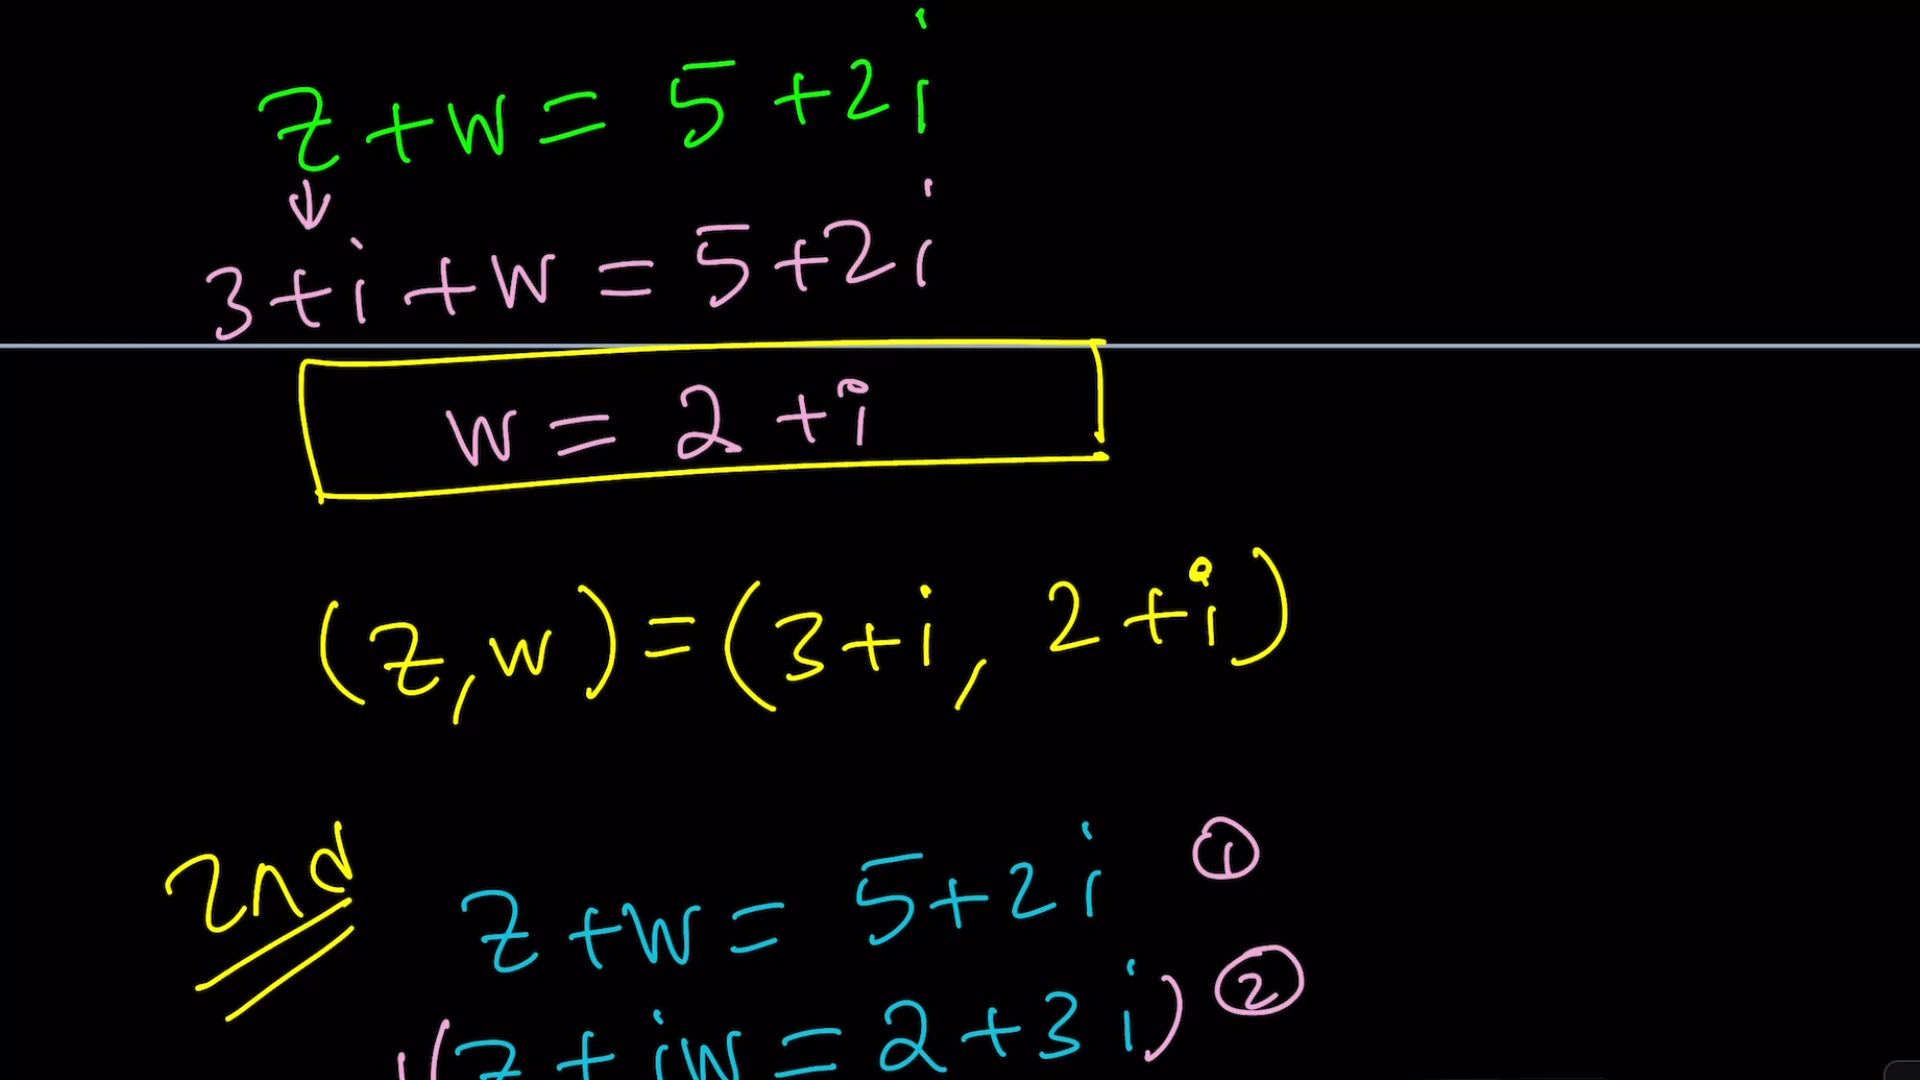 z + w = 5 + 2i
↓
3 + i + w = 5 + 2i
w = 2 + i
(z, w) = (3 + i, 2 + i)
2nd z + w = 5 + 2i ①
(z + iw = 2 + 3i) ②